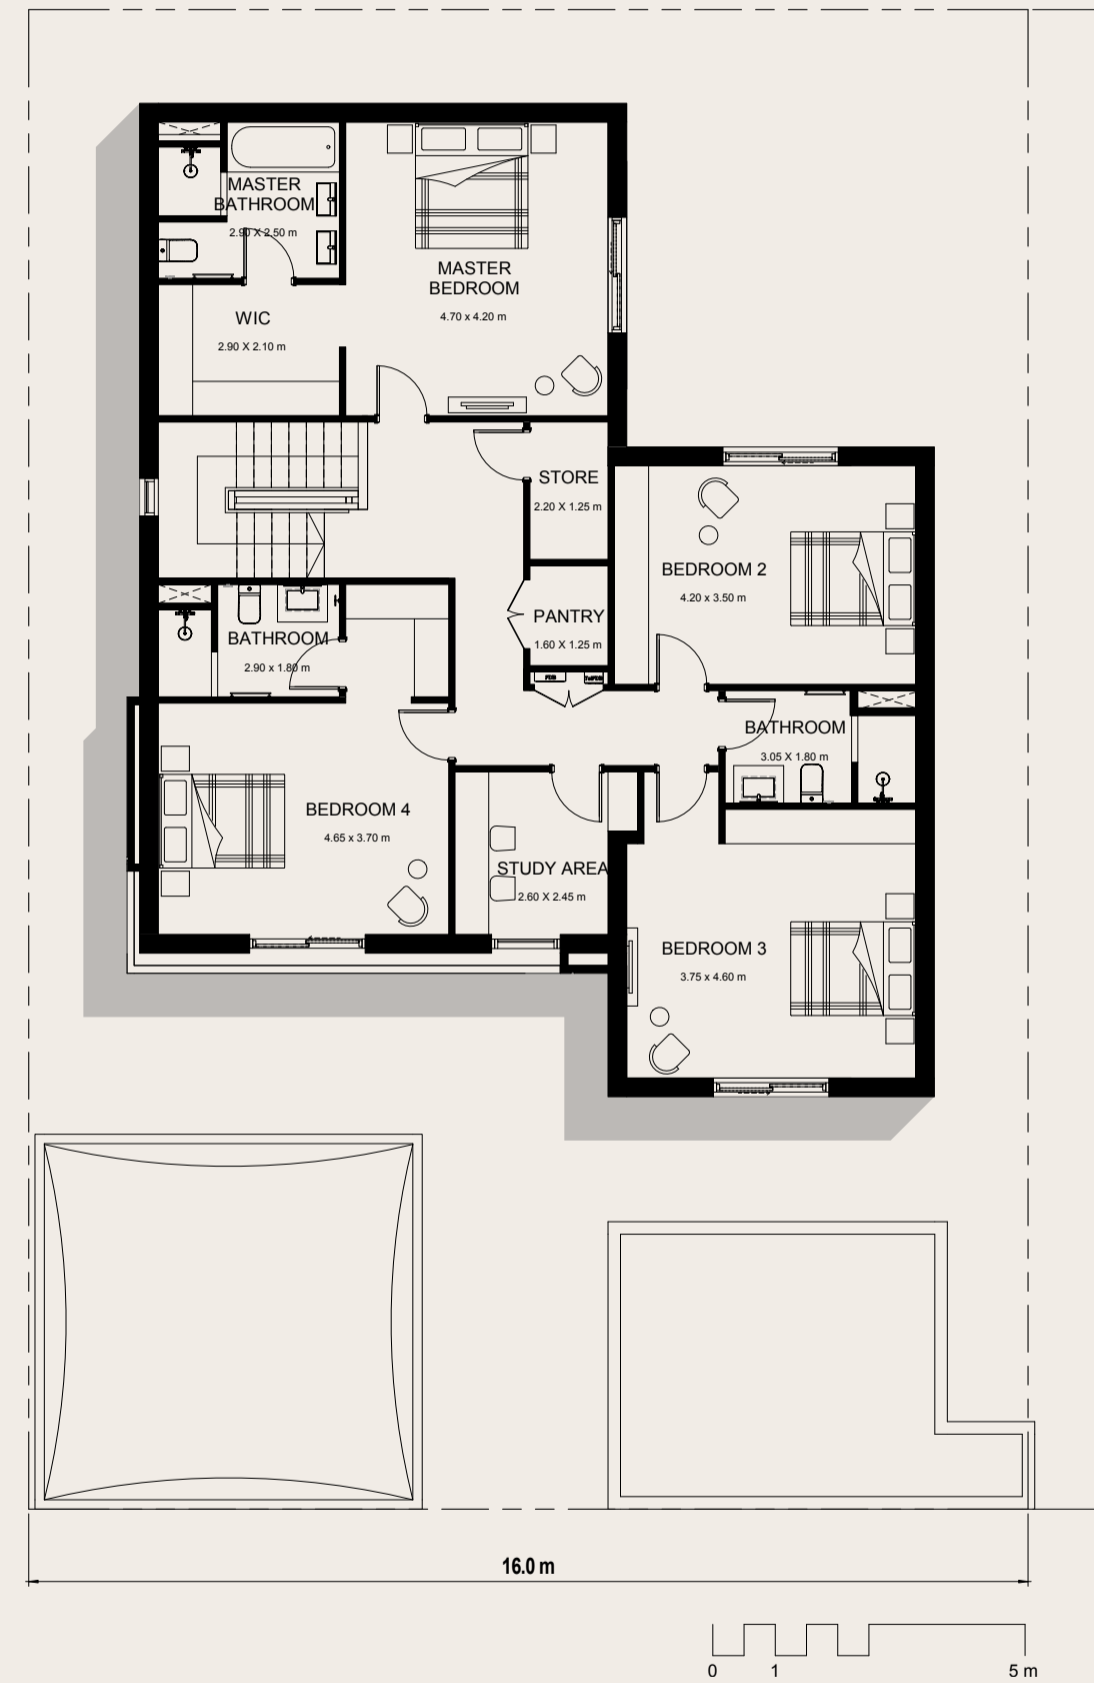 MASTER
BATHROOM
2.90 X 2.50 m
MASTER
BEDROOM
4.70 x 4.20 m
WIC
2.90 X 2.10 m
STORE
2.20 X 1.25 m
BEDROOM 2
4.20 x 3.50 m
PANTRY
1.60 X 1.25 m
BATHROOM
2.90 x 1.80 m
BATHROOM
3.05 X 1.80 m
BEDROOM 4
4.65 x 3.70 m
STUDY AREA
2.60 X 2.45 m
BEDROOM 3
3.75 x 4.60 m
16.0 m
0 1 5 m